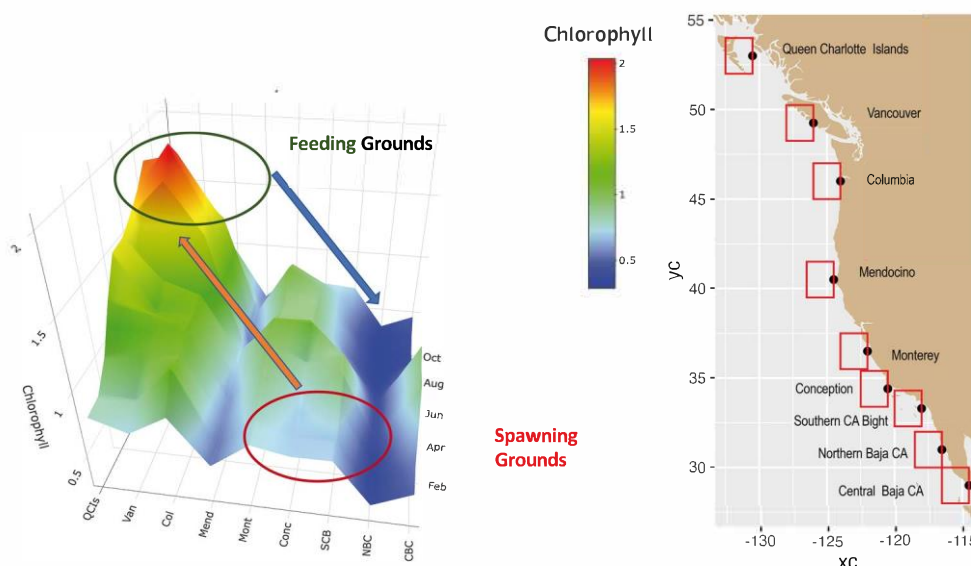 Feeding Grounds
2
1.5
1
0.5
Chlorophyll
QCIs
Van
Col
Mend
Mont
Conc
SCB
NBC
CBC
Oct
Aug
Jun
Apr
Feb
Spawning
Grounds
Chlorophyll
2
1.5
1
0.5
55
50
45
40
35
30
yc
Queen Charlotte Islands
Vancouver
Columbia
Mendocino
Monterey
Conception
Southern CA Bight
Northern Baja CA
Central Baja CA
-130
-125
-120
-115
xc